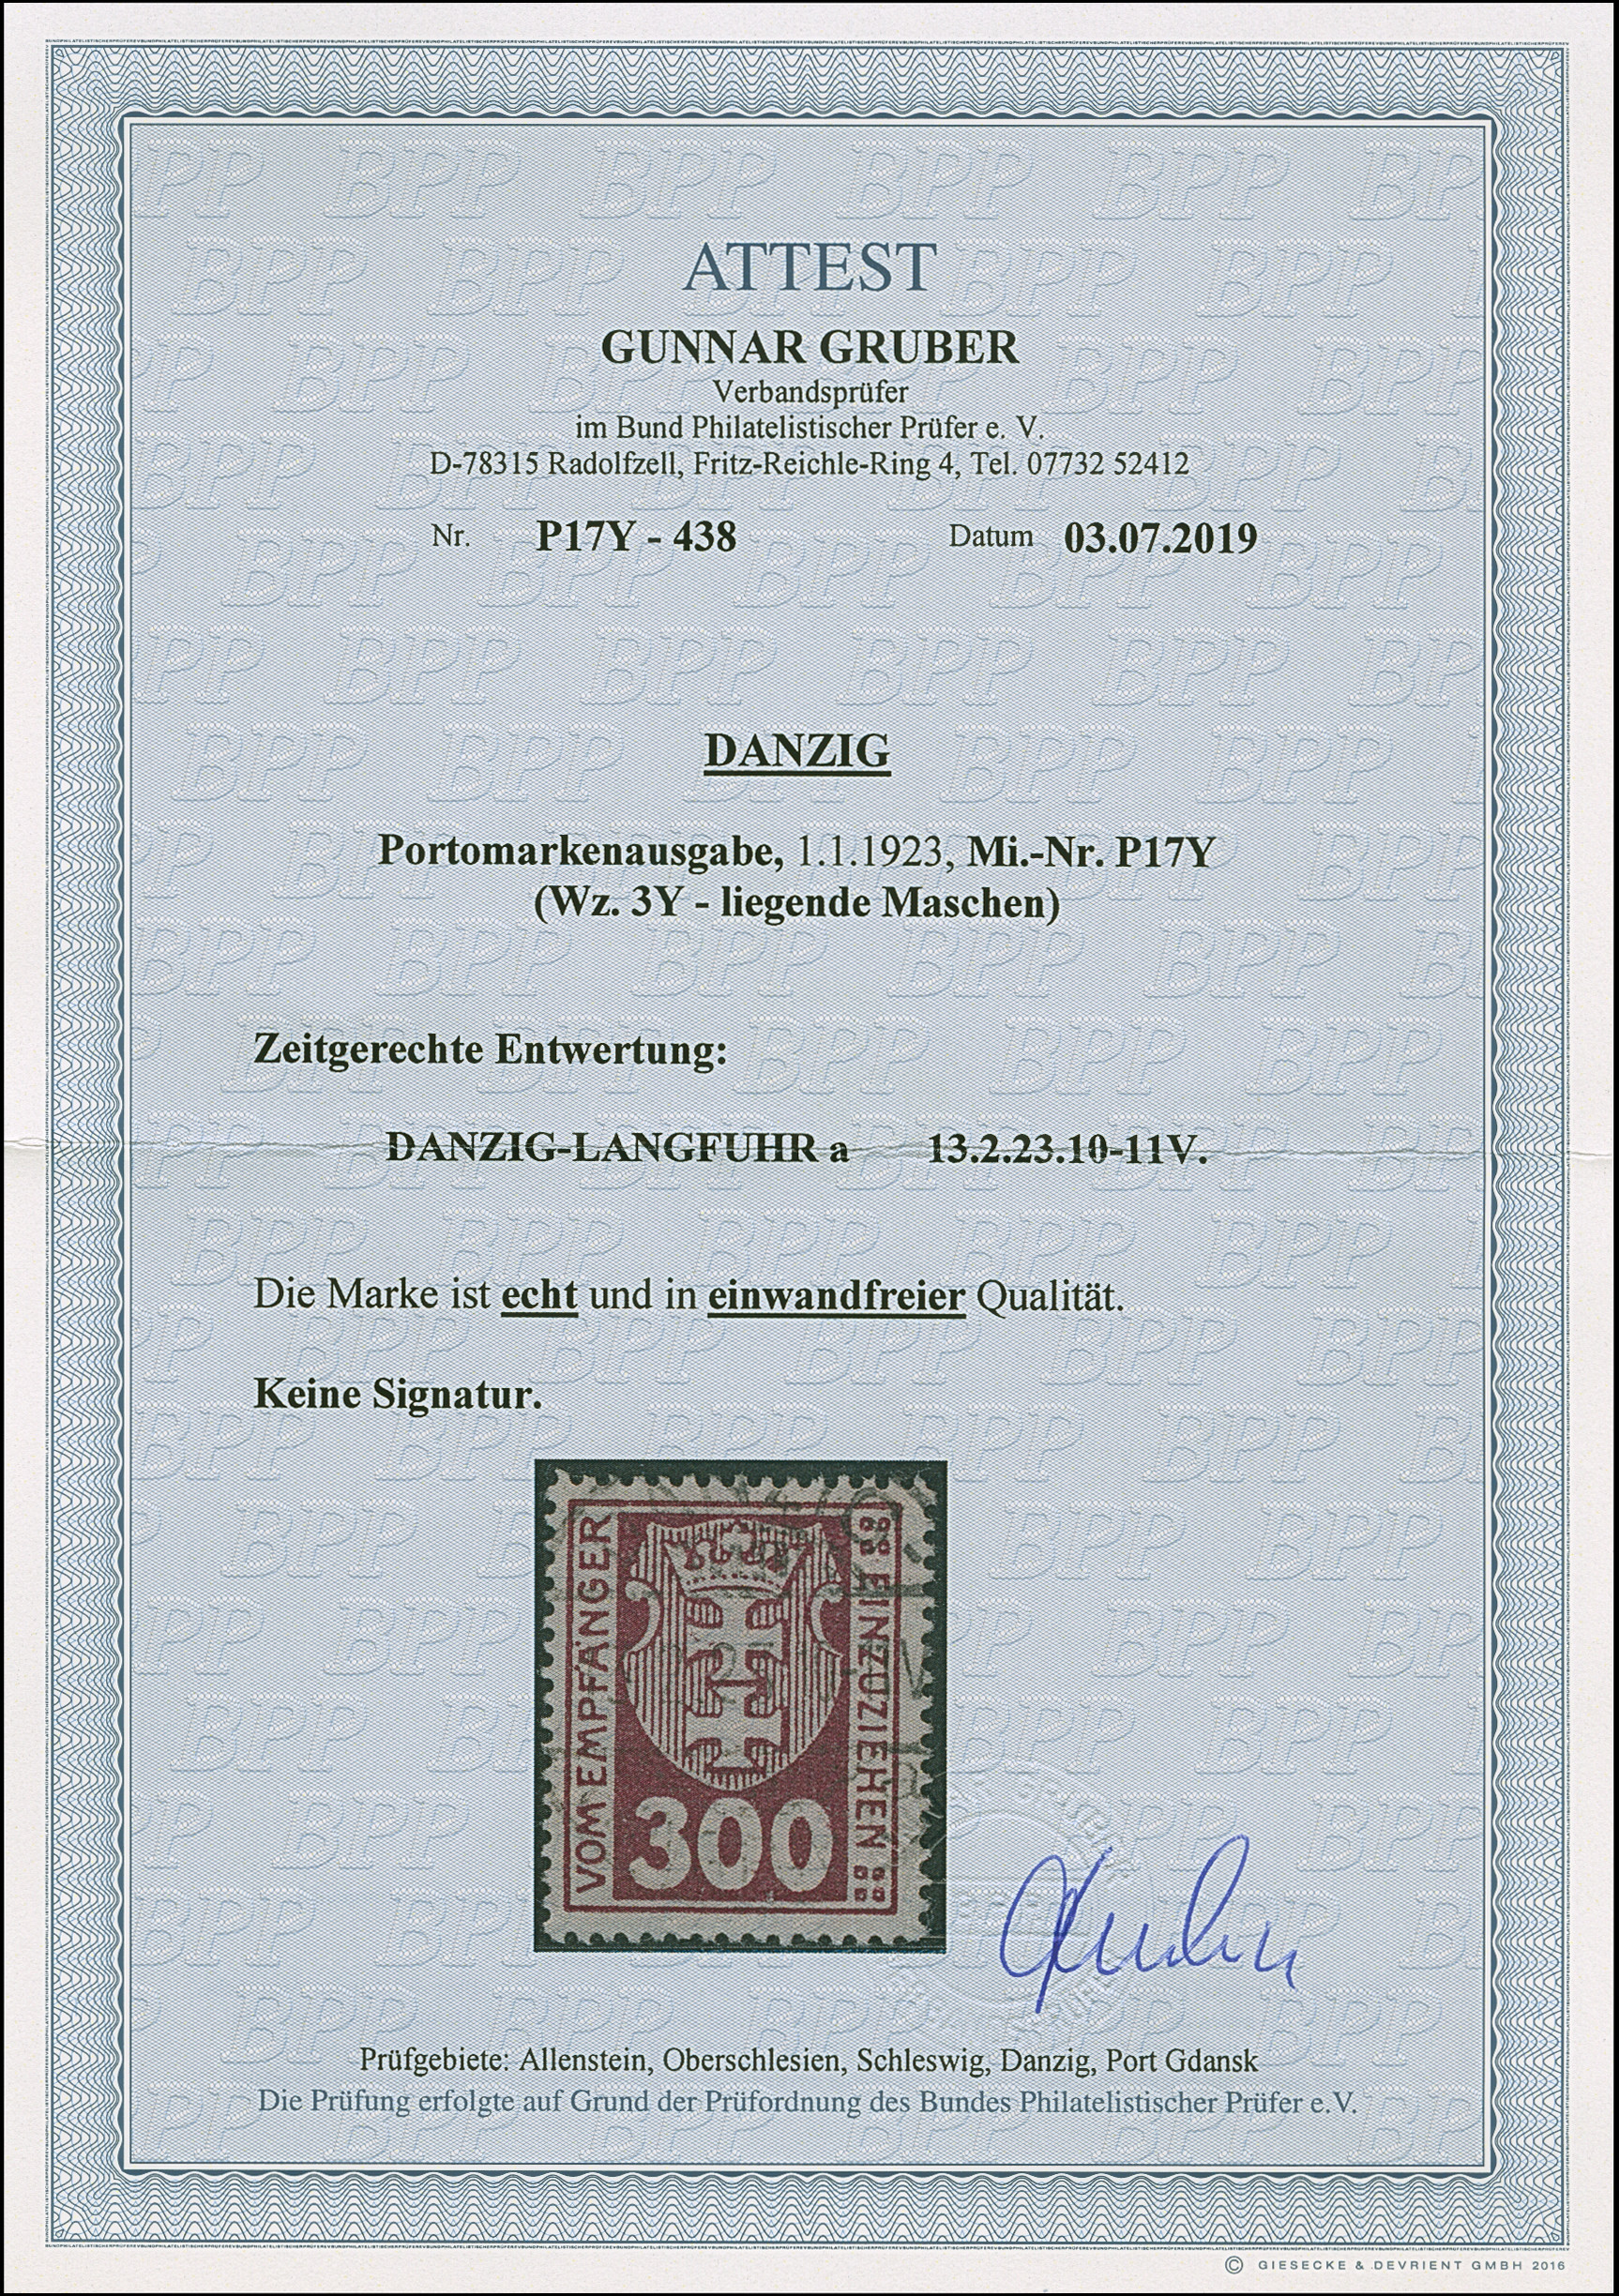 ATTEST
GUNNAR GRUBER
Verbandsprüfer
im Bund Philatelistischer Prüfer e. V.
D-78315 Radolfzell, Fritz-Reichle-Ring 4, Tel. 07732 52412
Nr. P17Y - 438 Datum 03.07.2019
DANZIG
Portomarkenausgabe, 1.1.1923, Mi.-Nr. P17Y
(Wz. 3Y - liegende Maschen)
Zeitgerechte Entwertung:
DANZIG-LANGFUHR a 13.2.23.10-11V.
Die Marke ist echt und in einwandfreier Qualität.
Keine Signatur.
VOM EMPFÄNGER
EINZUZIEHEN
300
Prüfgebiete: Allenstein, Oberschlesien, Schleswig, Danzig, Port Gdansk
Die Prüfung erfolgte auf Grund der Prüfordnung des Bundes Philatelistischer Prüfer e.V.
© GIESECKE & DEVRIENT GMBH 2016